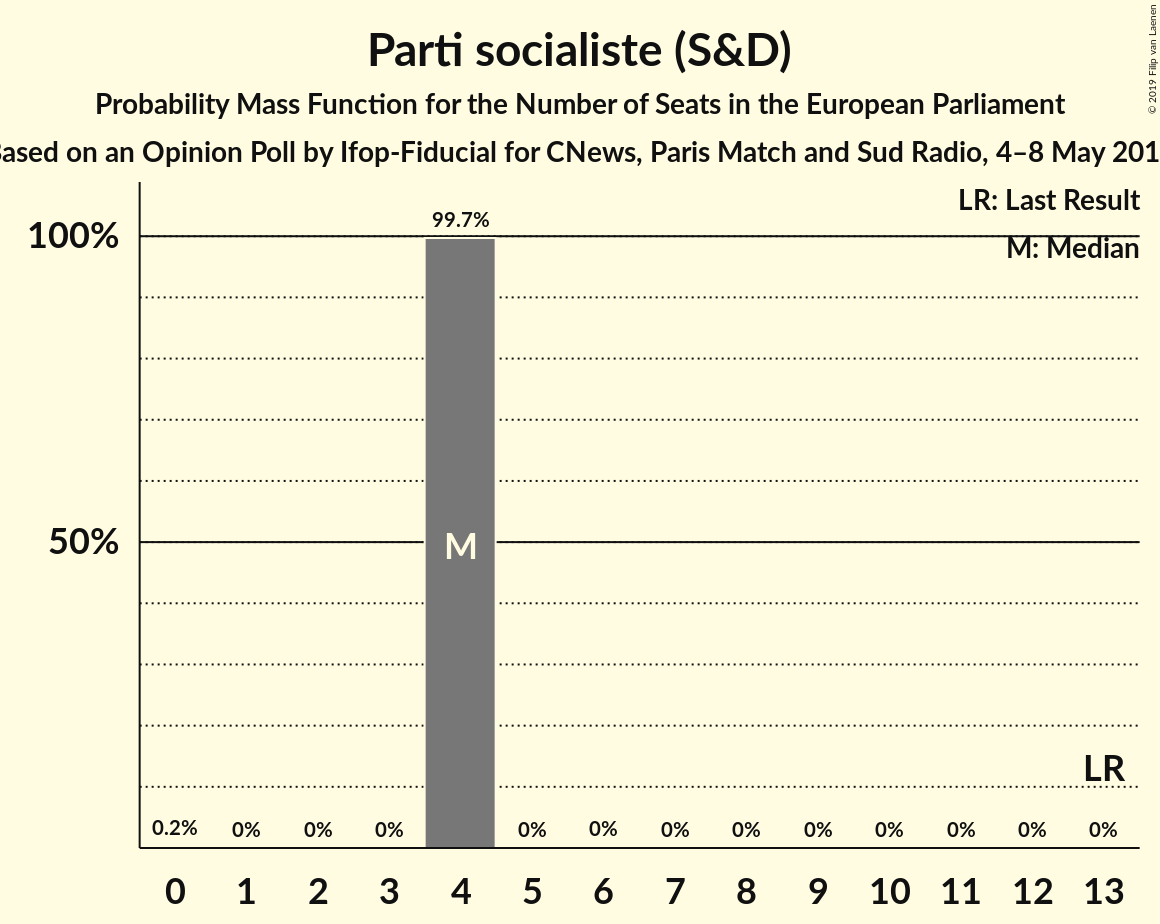 Parti socialiste (S&D)
Probability Mass Function for the Number of Seats in the European Parliament
ased on an Opinion Poll by Ifop-Fiducial for CNews, Paris Match and Sud Radio, 4–8 May 201
© 2019 Filip van Laenen
LR: Last Result
M: Median
99.7%
100%
50%
M
LR
0.2% 0% 0% 0% 0% 0% 0% 0% 0% 0% 0% 0% 0%
0 1 2 3 4 5 6 7 8 9 10 11 12 13